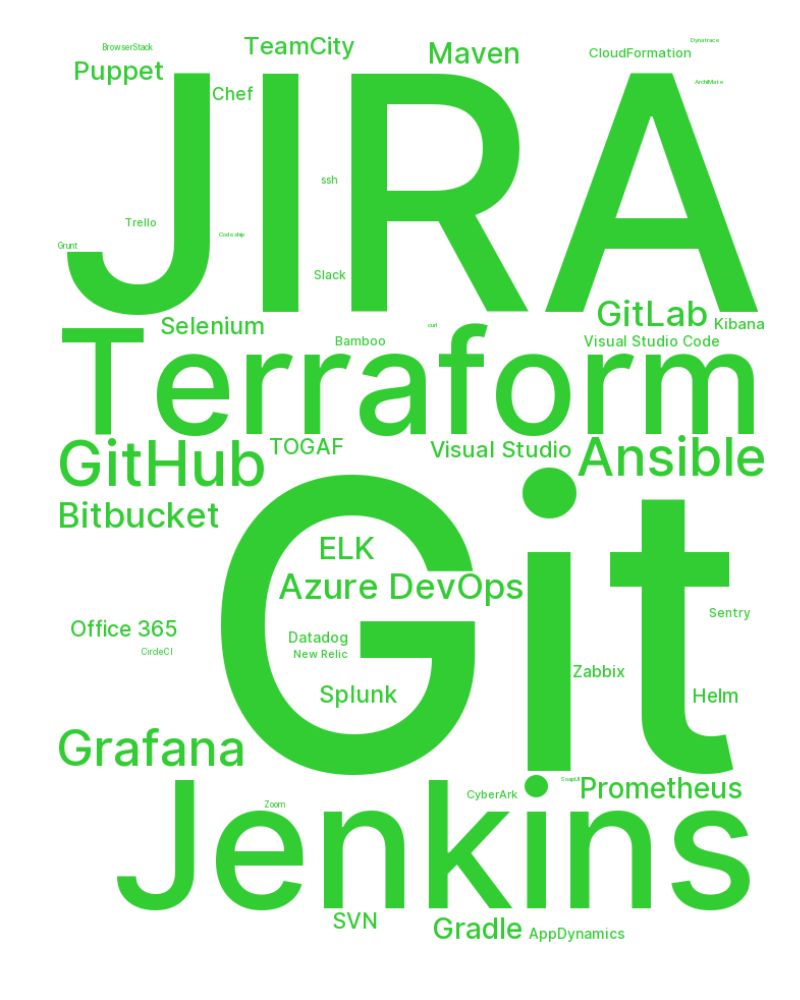 BrowserStack
TeamCity
Maven
Dynatrace
CloudFormation
Puppet
Chef
ArchiMate
JIRA
ssh
Trello
Codeship
Grunt
Slack
GitLab
Kibana
Selenium
curl
Bamboo
Visual Studio Code
Terraform
GitHub
TOGAF
Visual Studio
Ansible
Bitbucket
Git
ELK
Azure DevOps
Office 365
Datadog
Sentry
CircleCI
New Relic
Zabbix
Splunk
Helm
Grafana
SoapUI
Prometheus
CyberArk
Zoom
Jenkins
SVN
Gradle
AppDynamics